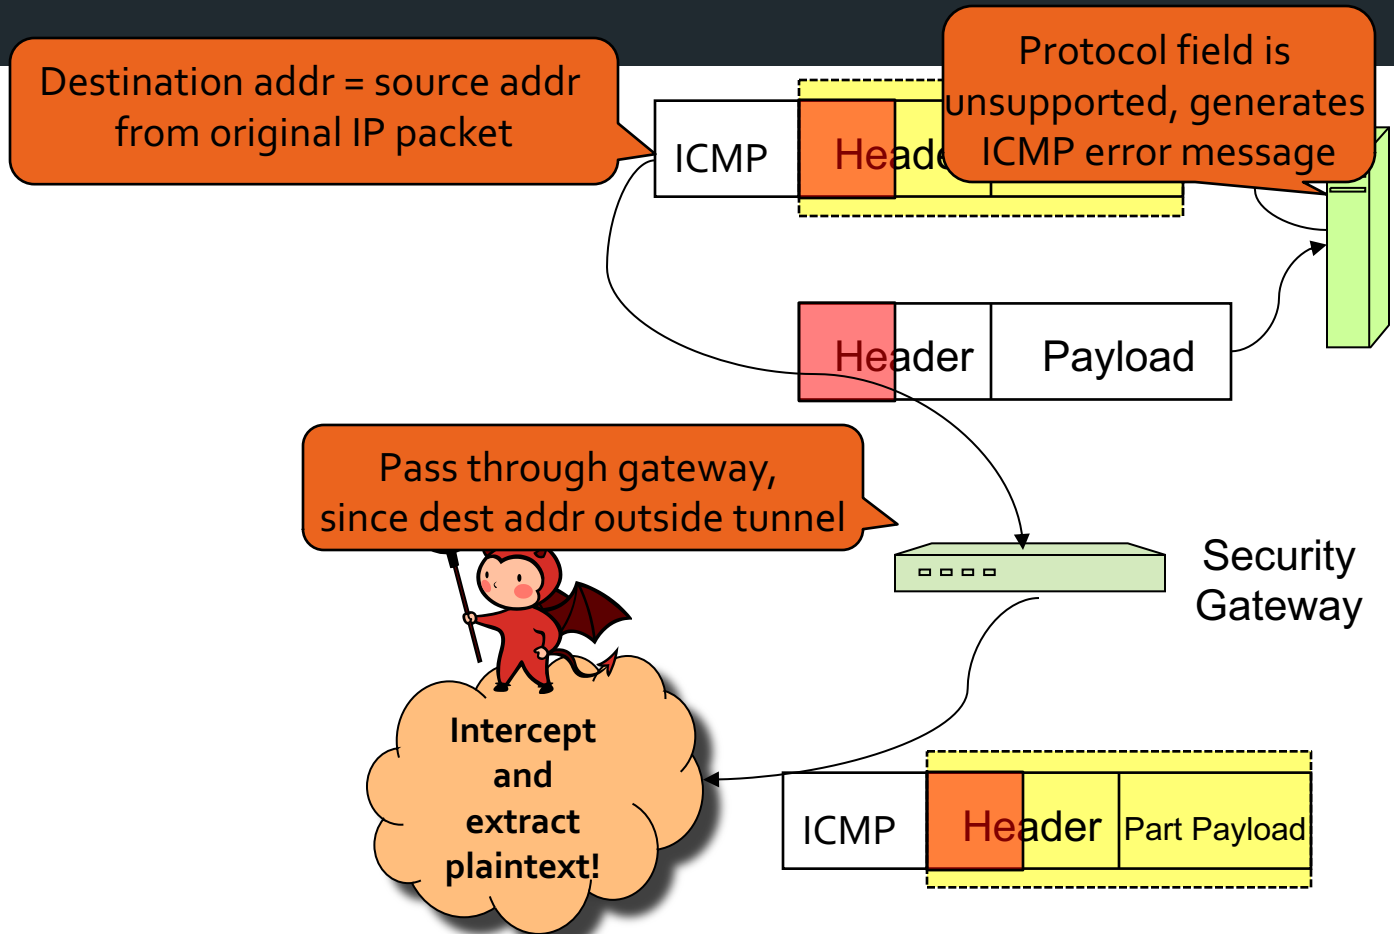 Destination addr = source addr
from original IP packet
Protocol field is
unsupported, generates
ICMP error message
ICMP
Header
Payload
Pass through gateway,
since dest addr outside tunnel
Security
Gateway
Intercept
and
extract
plaintext!
ICMP Header Part Payload